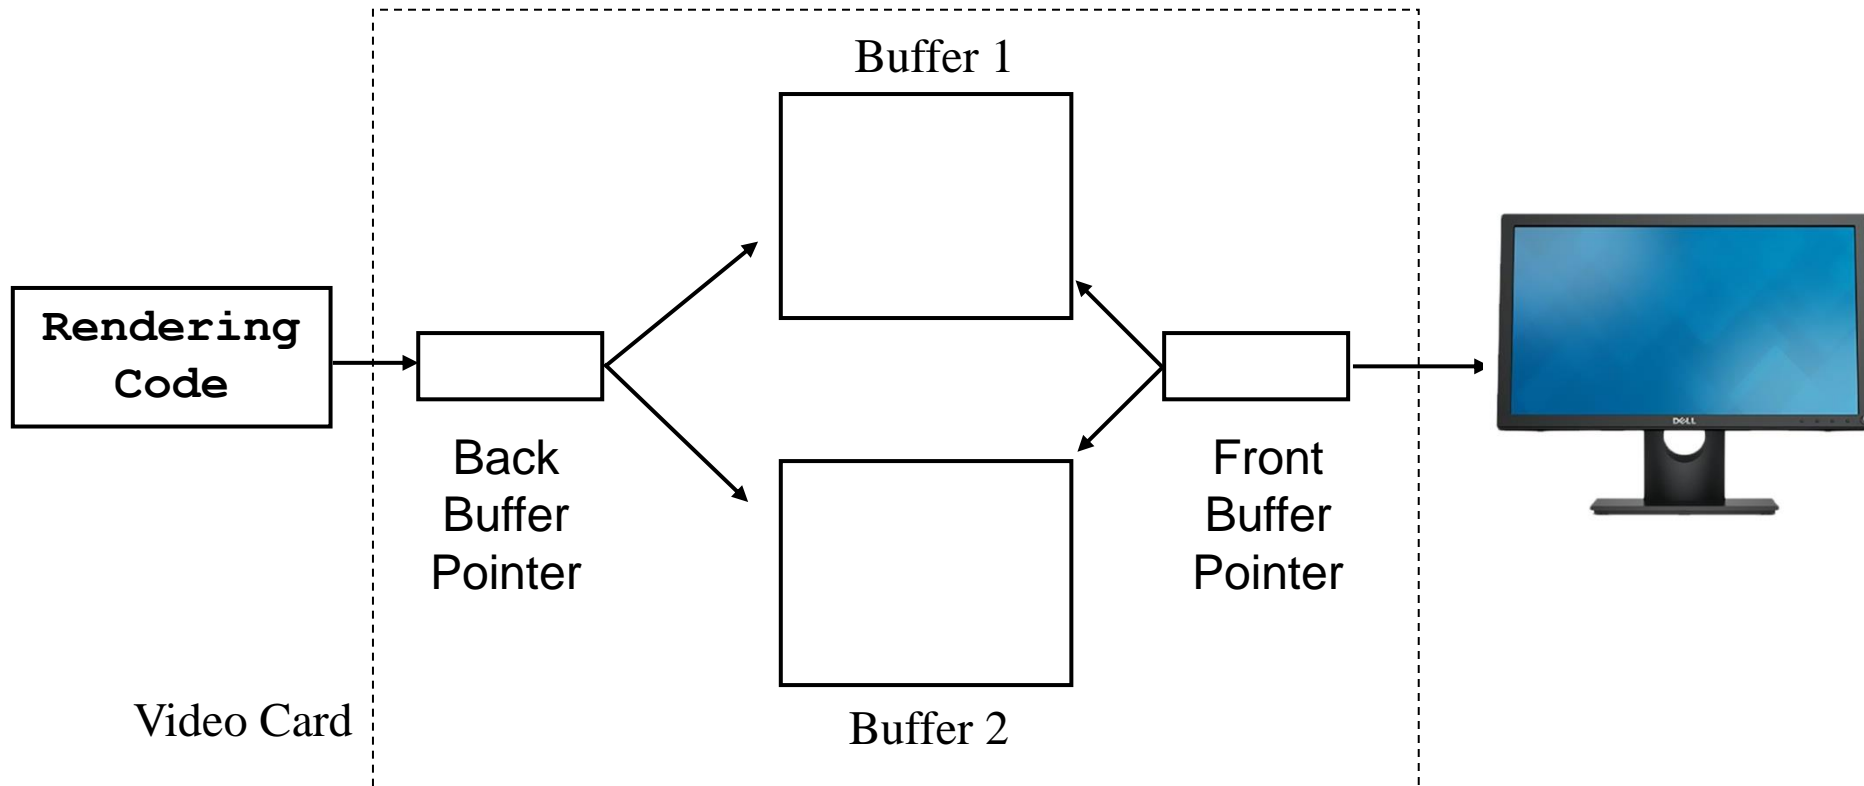 Buffer 1
Rendering
Code
Back
Buffer
Pointer
Front
Buffer
Pointer
DELL
Video Card
Buffer 2